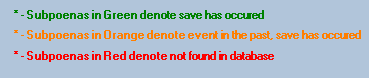 * - Subpoenas in Green denote save has occured
* - Subpoenas in Orange denote event in the past, save has occured
* - Subpoenas in Red denote not found in database